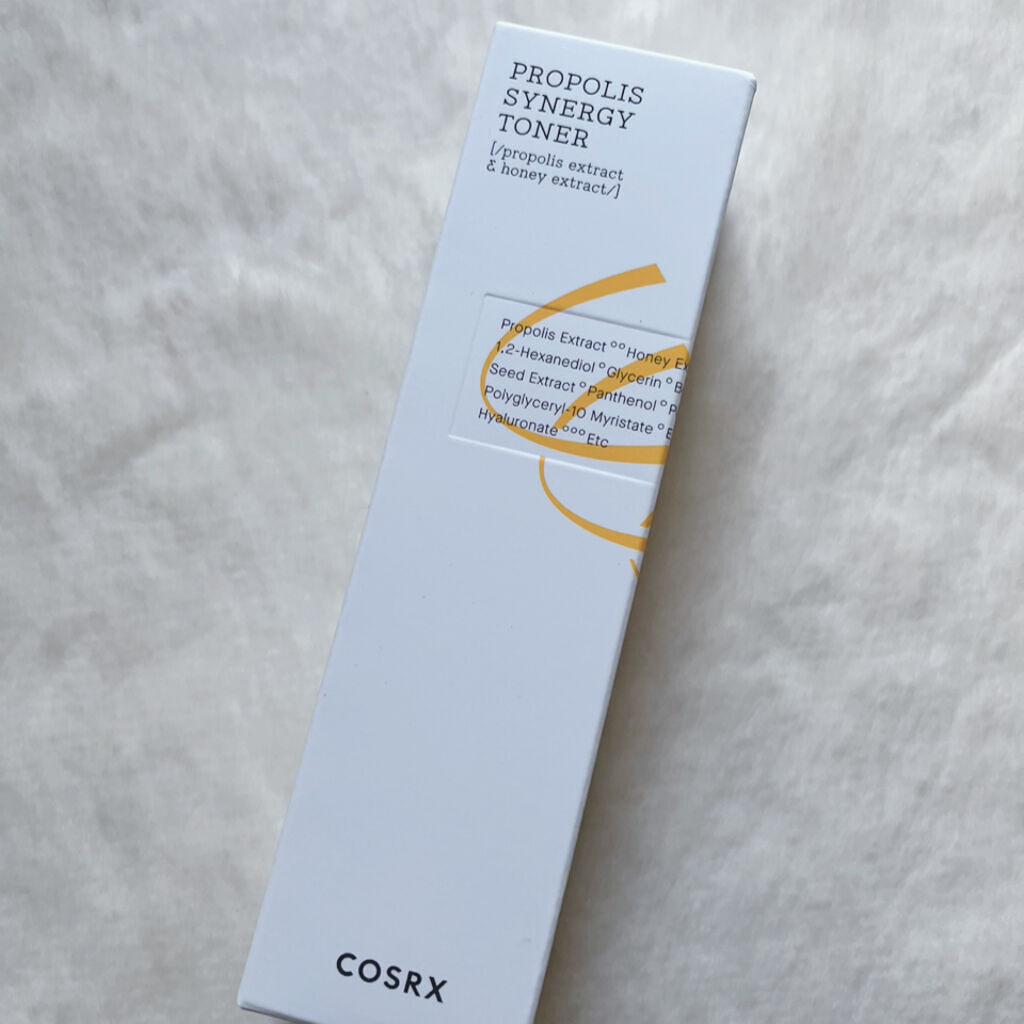 PROPOLIS
SYNERGY
TONER
[/propolis extract
& honey extract/]
Propolis Extract °° Honey
1,2-Hexanediol ° Glycerin °
Seed Extract ° Panthenol °
Polyglyceryl-10 Myristate °
Hyaluronate °°° Etc
COSRX